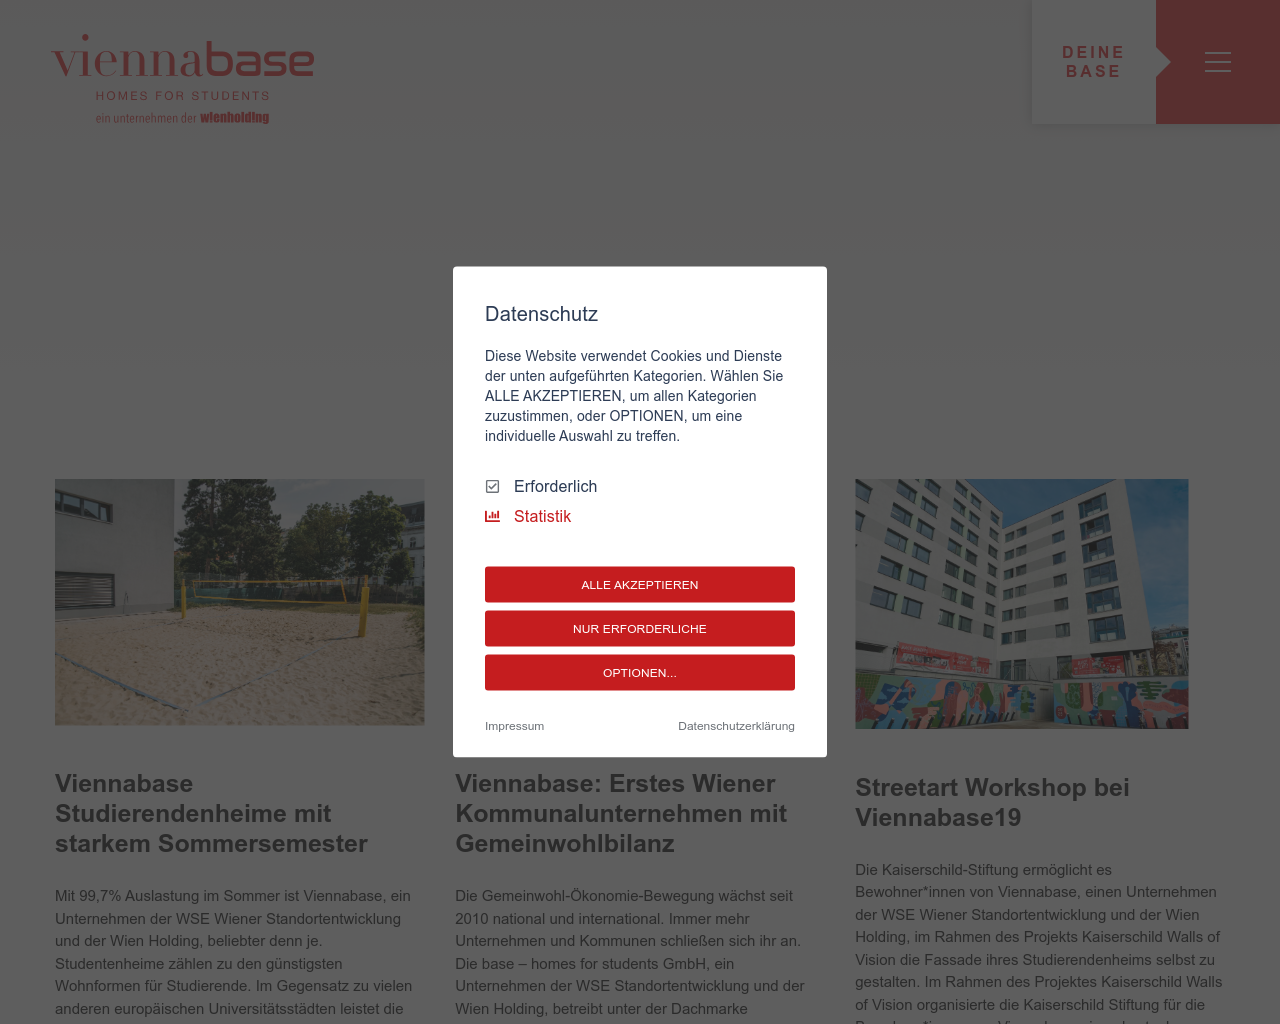 viennabase
HOMES FOR STUDENTS
ein unternehmen der wienholding
DEINE
BASE
Datenschutz
Diese Website verwendet Cookies und Dienste
der unten aufgeführten Kategorien. Wählen Sie
ALLE AKZEPTIEREN, um allen Kategorien
zuzustimmen, oder OPTIONEN, um eine
individuelle Auswahl zu treffen.
Erforderlich
Statistik
ALLE AKZEPTIEREN
NUR ERFORDERLICHE
OPTIONEN...
Impressum
Datenschutzerklärung
Viennabase
Studierendenheime mit
starkem Sommersemester
Mit 99,7% Auslastung im Sommer ist Viennabase, ein
Unternehmen der WSE Wiener Standortentwicklung
und der Wien Holding, beliebter denn je.
Studentenheime zählen zu den günstigsten
Wohnformen für Studierende. Im Gegensatz zu vielen
anderen europäischen Universitätsstädten leistet die
Viennabase: Erstes Wiener
Kommunalunternehmen mit
Gemeinwohlbilanz
Die Gemeinwohl-Ökonomie-Bewegung wächst seit
2010 national und international. Immer mehr
Unternehmen und Kommunen schließen sich ihr an.
Die base – homes for students GmbH, ein
Unternehmen der WSE Standortentwicklung und der
Wien Holding, betreibt unter der Dachmarke
Streetart Workshop bei
Viennabase19
Die Kaiserschild-Stiftung ermöglicht es
Bewohner*innen von Viennabase, einen Unternehmen
der WSE Wiener Standortentwicklung und der Wien
Holding, im Rahmen des Projekts Kaiserschild Walls of
Vision die Fassade ihres Studierendenheims selbst zu
gestalten. Im Rahmen des Projektes Kaiserschild Walls
of Vision organisierte die Kaiserschild Stiftung für die